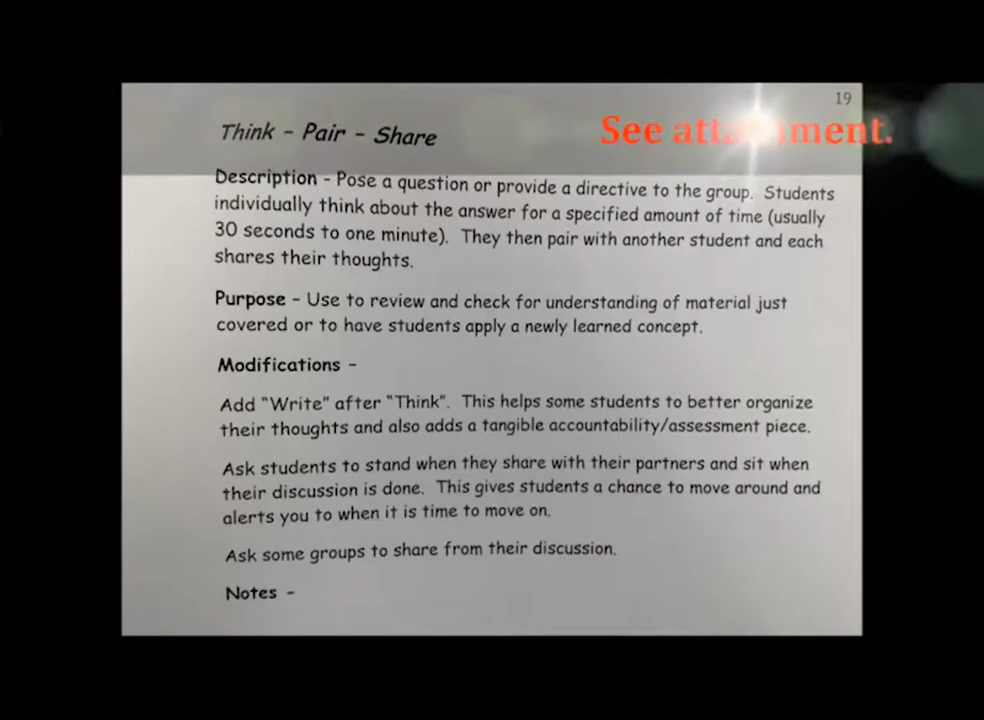 19
Think - Pair - Share
See attachment.
Description - Pose a question or provide a directive to the group. Students
individually think about the answer for a specified amount of time (usually
30 seconds to one minute). They then pair with another student and each
shares their thoughts.
Purpose - Use to review and check for understanding of material just
covered or to have students apply a newly learned concept.
Modifications -
Add "Write" after "Think". This helps some students to better organize
their thoughts and also adds a tangible accountability/assessment piece.
Ask students to stand when they share with their partners and sit when
their discussion is done. This gives students a chance to move around and
alerts you to when it is time to move on.
Ask some groups to share from their discussion.
Notes -